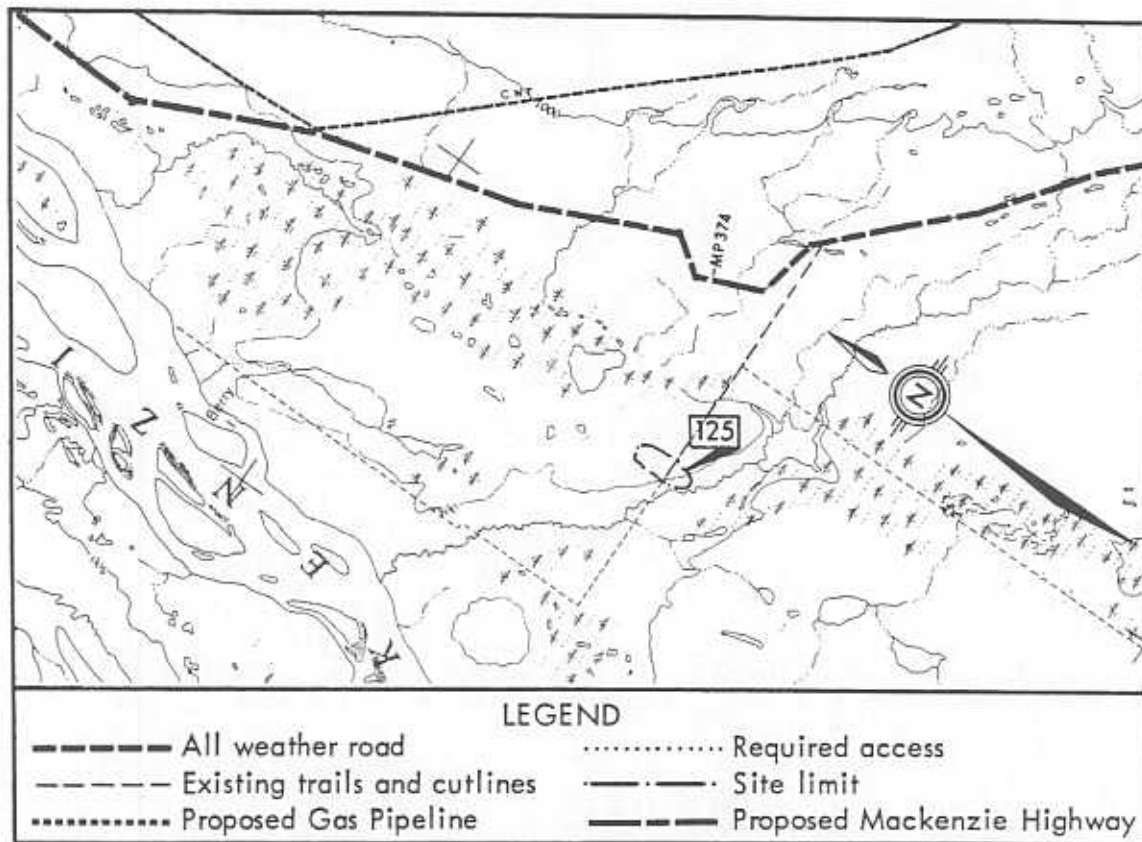 CNT
MP374
N
125
Berry I.
I
Z
N
E
R
LEGEND
All weather road
Required access
Existing trails and cutlines
Site limit
Proposed Gas Pipeline
Proposed Mackenzie Highway